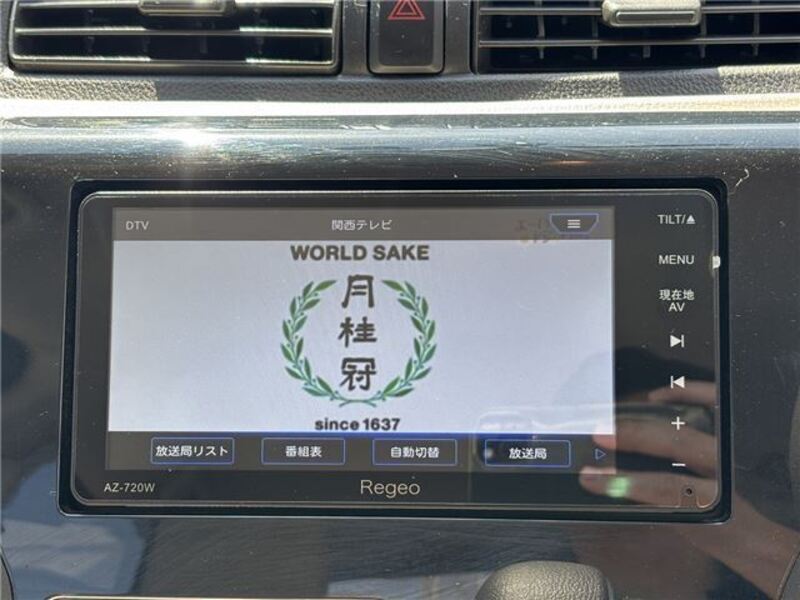 DTV
関西テレビ
WORLD SAKE
月
桂
冠
since 1637
放送局リスト
番組表
自動切替
放送局
TILT/
MENU
現在地
AV
AZ-720W
Regeo